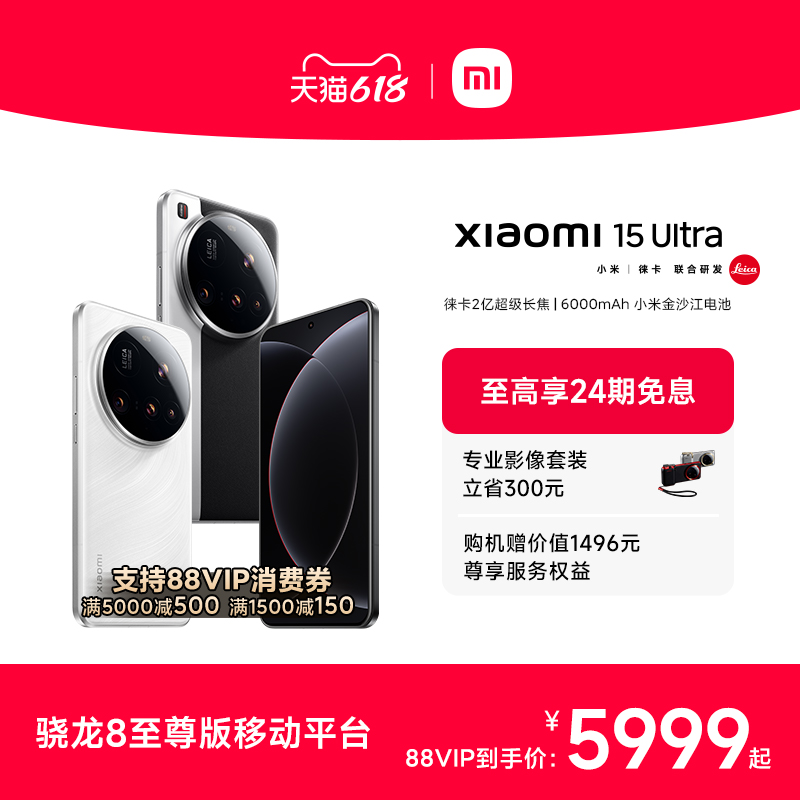 天猫618
mi
xiaomi 15 Ultra
小米 | 徕卡 联合研发 Leica
徕卡2亿超级长焦 | 6000mAh 小米金沙江电池
至高享24期免息
专业影像套装
立省300元
购机赠价值1496元
尊享服务权益
LEICA
LEICA
xiaomi
支持88VIP消费券
满5000减500 满1500减150
骁龙8至尊版移动平台
88VIP到手价：¥5999起